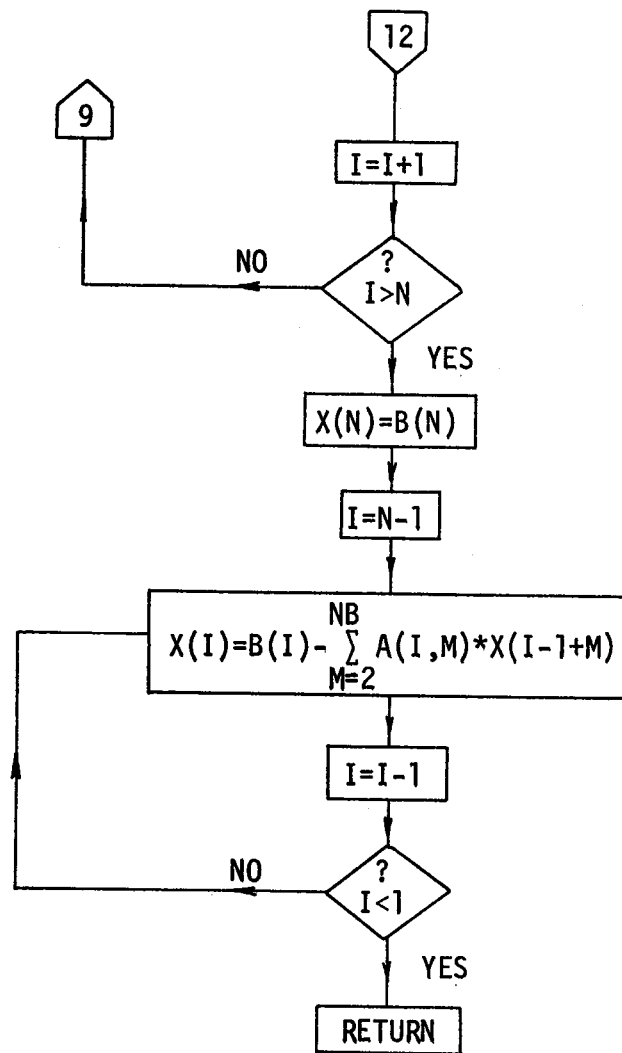 12
9
I=I+1
?
I>N
NO
YES
X(N)=B(N)
I=N-1
NB
X(I)=B(I)-∑ A(I,M)*X(I-1+M)
M=2
I=I-1
?
I<1
NO
YES
RETURN